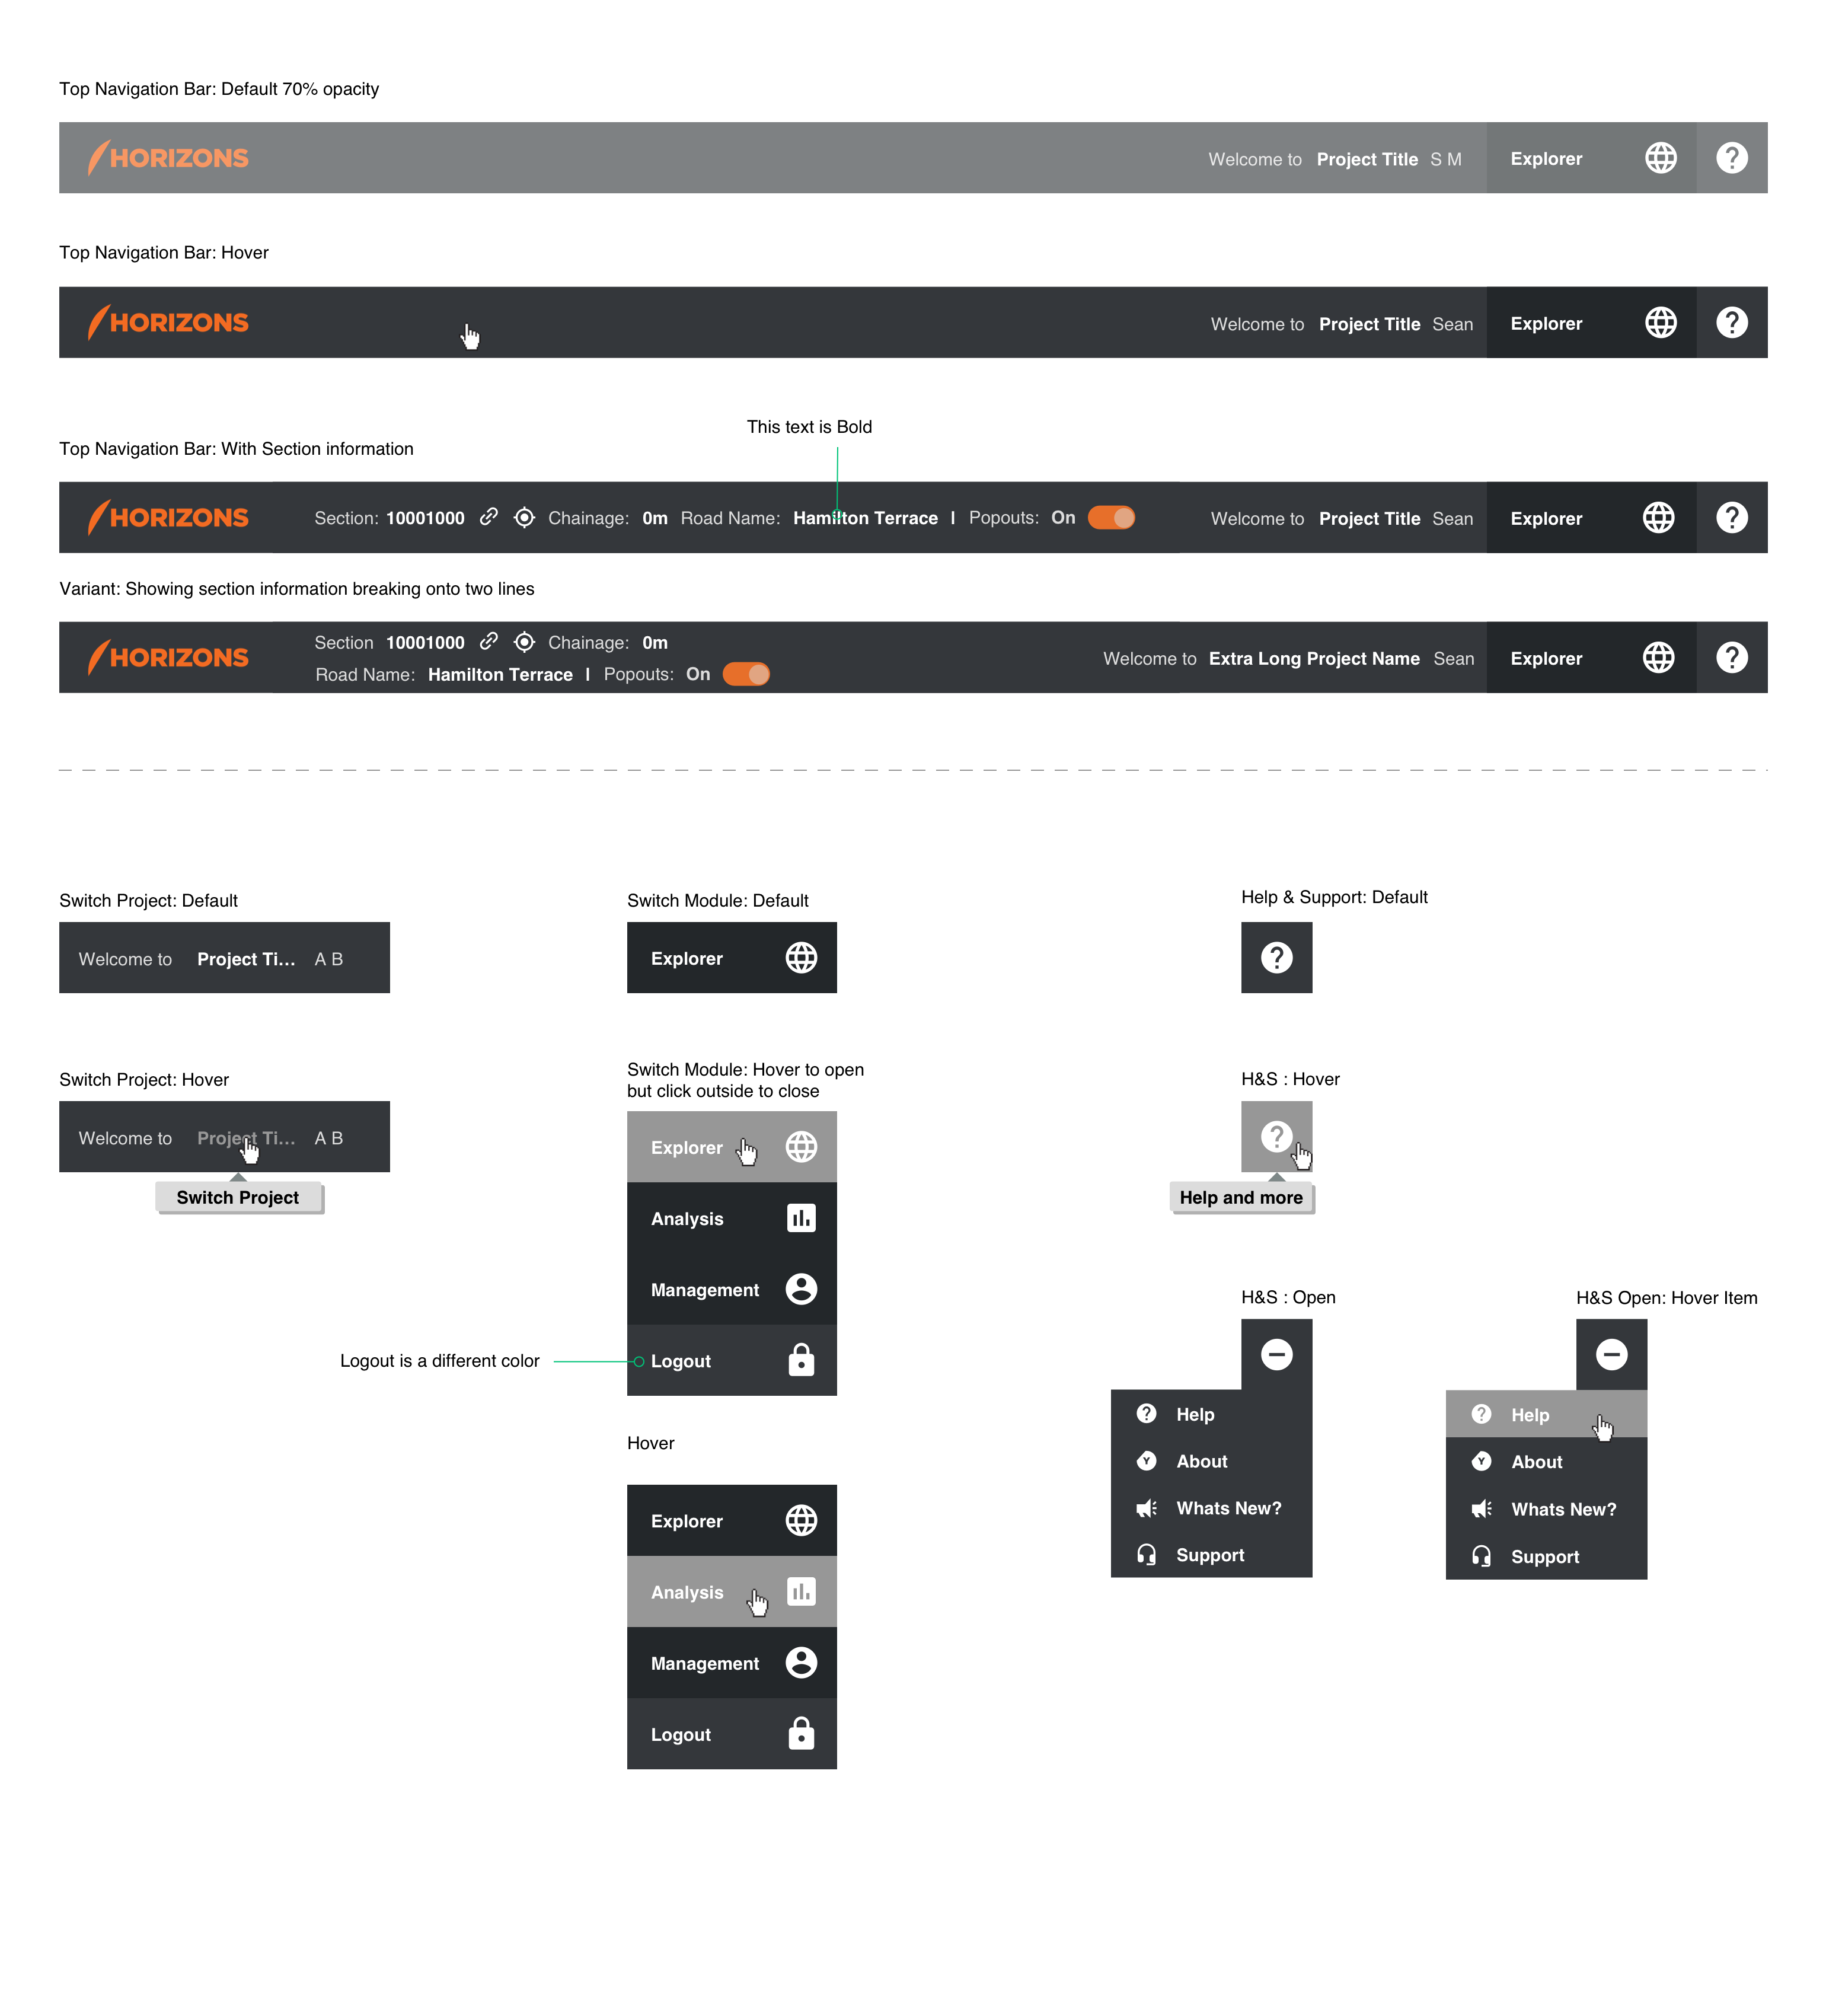 Top Navigation Bar: Default 70% opacity
HORIZONS Welcome to Project Title S M Explorer
Top Navigation Bar: Hover
HORIZONS Welcome to Project Title Sean Explorer
This text is Bold
Top Navigation Bar: With Section information
HORIZONS Section: 10001000 Chainage: 0m Road Name: Hamilton Terrace | Popouts: On Welcome to Project Title Sean Explorer
Variant: Showing section information breaking onto two lines
Section 10001000 Chainage: 0m
HORIZONS Welcome to Extra Long Project Name Sean Explorer
Road Name: Hamilton Terrace | Popouts: On
Switch Project: Default
Welcome to Project Ti... A B
Switch Project: Hover
Welcome to Project Ti... A B
Switch Project
Switch Module: Default
Explorer
Switch Module: Hover to open
but click outside to close
Explorer
Analysis
Management
Logout is a different color
Logout
Hover
Explorer
Analysis
Management
Logout
Help & Support: Default
?
H&S : Hover
?
Help and more
H&S : Open
Help
About
Whats New?
Support
H&S Open: Hover Item
Help
About
Whats New?
Support